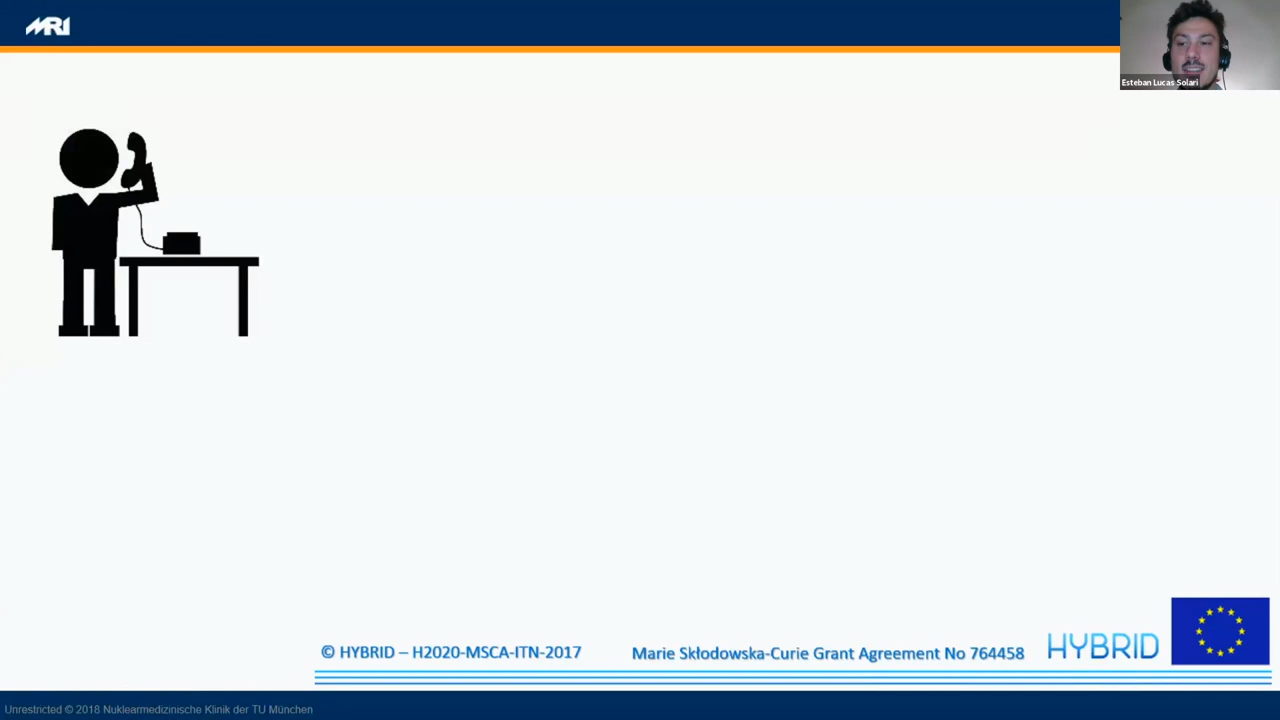 MRI
Esteban Lucas Solari
© HYBRID – H2020-MSCA-ITN-2017
Marie Skłodowska-Curie Grant Agreement No 764458
HYBRID
Unrestricted © 2018 Nuklearmedizinische Klinik der TU München